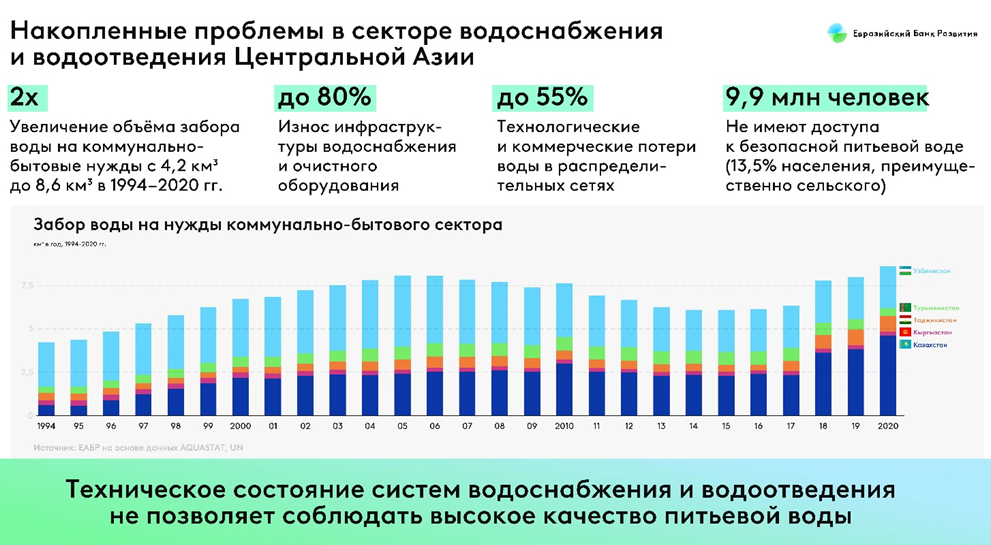 Накопленные проблемы в секторе водоснабжения
и водоотведения Центральной Азии
Евразийский Банк Развития
2x
Увеличение объёма забора
воды на коммунально-
бытовые нужды с 4,2 км³
до 8,6 км³ в 1994–2020 гг.
до 80%
Износ инфраструк-
туры водоснабжения
и очистного
оборудования
до 55%
Технологические
и коммерческие потери
воды в распредели-
тельных сетях
9,9 млн человек
Не имеют доступа
к безопасной питьевой воде
(13,5% населения, преимуще-
ственно сельского)
Забор воды на нужды коммунально-бытового сектора
км³ в год, 1994-2020 гг.
7,5
5
2,5
0
Узбекистан
Туркменистан
Таджикистан
Кыргызстан
Казахстан
1994 95 96 97 98 99 2000 01 02 03 04 05 06 07 08 09 2010 11 12 13 14 15 16 17 18 19 2020
Источник: ЕАБР на основе данных AQUASTAT, UN
Техническое состояние систем водоснабжения и водоотведения
не позволяет соблюдать высокое качество питьевой воды